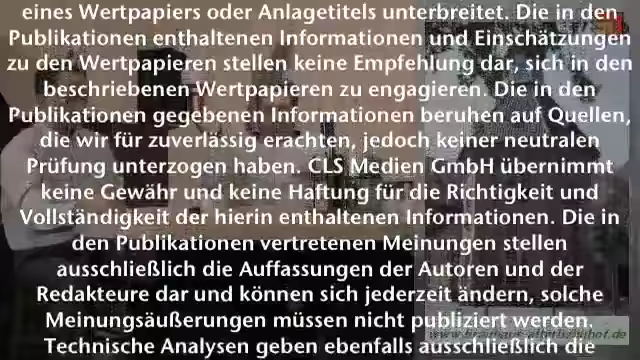 eines Wertpapiers oder Anlagetitels unterbreitet. Die in den
Publikationen enthaltenen Informationen und Einschätzungen
zu den Wertpapieren stellen keine Empfehlung dar, sich in den
beschriebenen Wertpapieren zu engagieren. Die in den
Publikationen gegebenen Informationen beruhen auf Quellen,
die wir für zuverlässig erachten, jedoch keiner neutralen
Prüfung unterzogen haben. CLS Medien GmbH übernimmt
keine Gewähr und keine Haftung für die Richtigkeit und
Vollständigkeit der hierin enthaltenen Informationen. Die in
den Publikationen vertretenen Meinungen stellen
ausschließlich die Auffassungen der Autoren und der
Redakteure dar und können sich jederzeit ändern, solche
Meinungsäußerungen müssen nicht publiziert werden.
Technische Analysen geben ebenfalls ausschließlich die